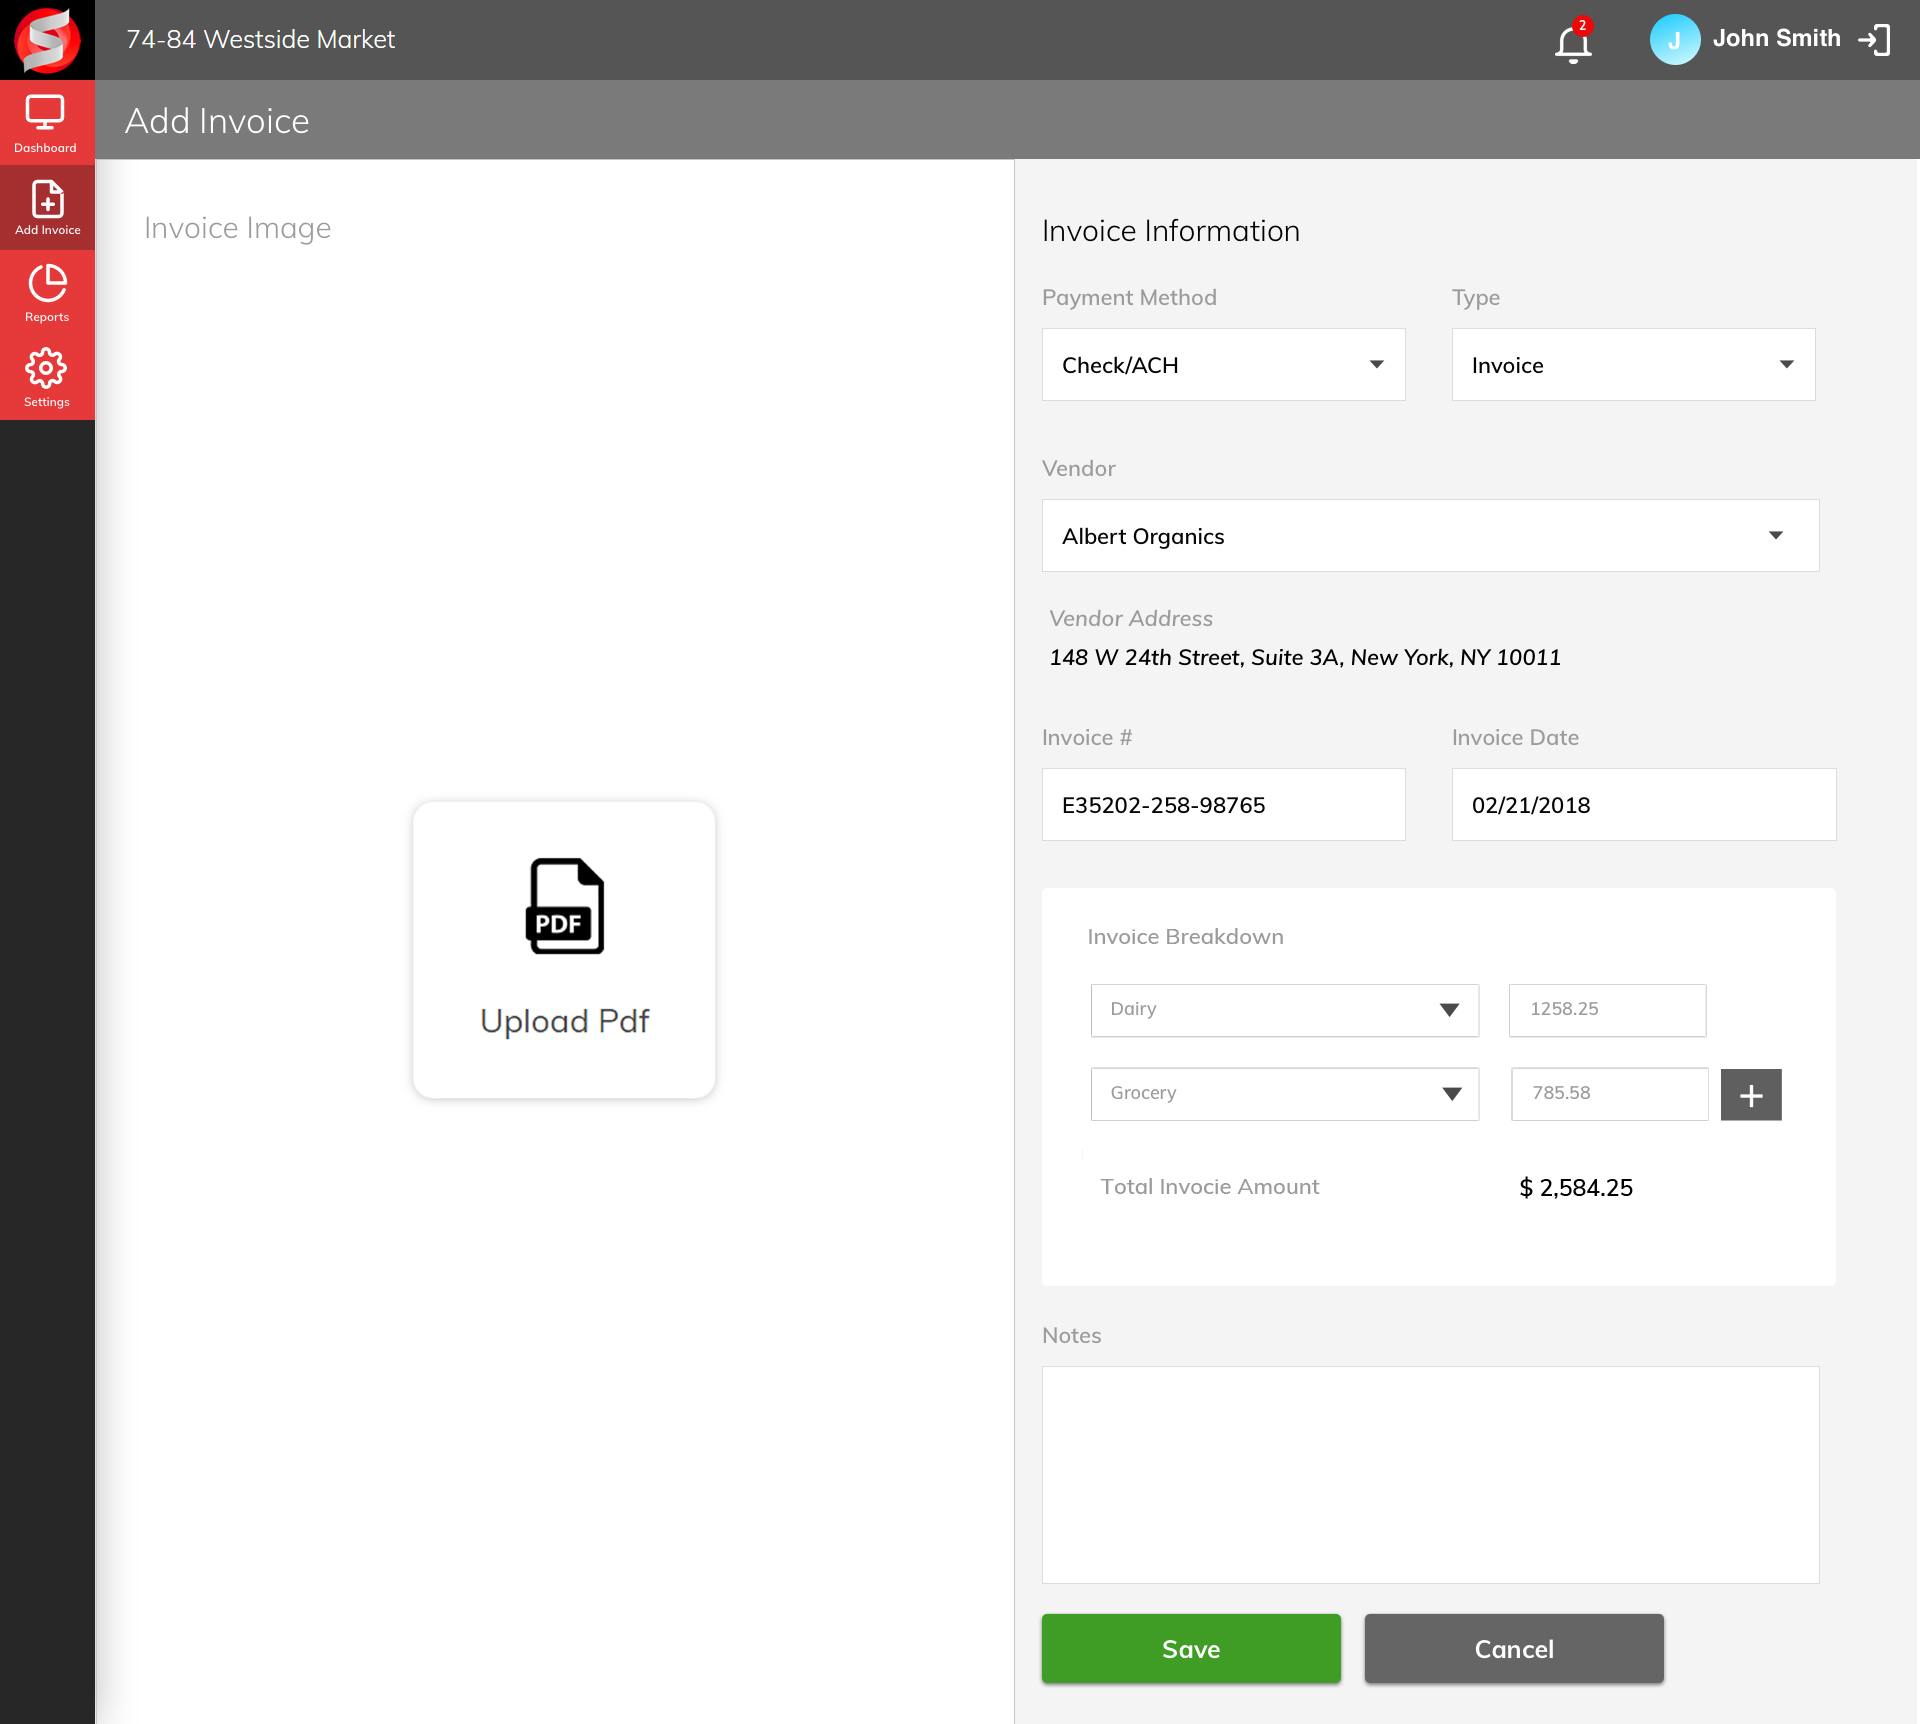 74-84 Westside Market
2
J
John Smith
Add Invoice
Dashboard
Add Invoice
Reports
Settings
Invoice Image
PDF
Upload Pdf
Invoice Information
Payment Method
Type
Check/ACH
Invoice
Vendor
Albert Organics
Vendor Address
148 W 24th Street, Suite 3A, New York, NY 10011
Invoice #
Invoice Date
E35202-258-98765
02/21/2018
Invoice Breakdown
Dairy
1258.25
Grocery
785.58
Total Invocie Amount
$ 2,584.25
Notes
Save
Cancel